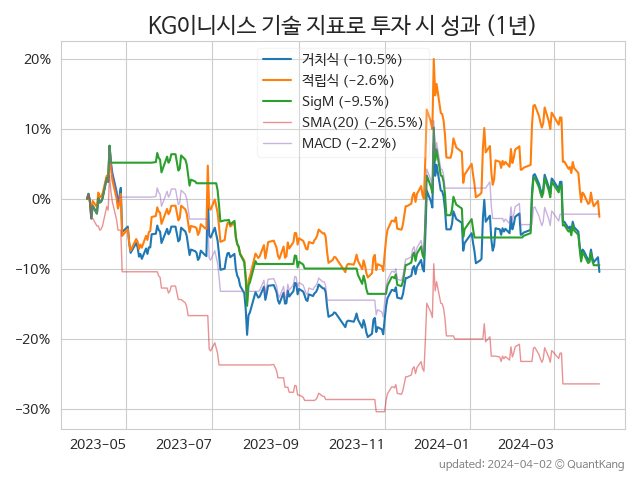 KG이니시스 기술 지표로 투자 시 성과 (1년)
거치식 (−10.5%)
적립식 (−2.6%)
SigM (−9.5%)
SMA(20) (−26.5%)
MACD (−2.2%)
20%
10%
0%
−10%
−20%
−30%
2023-05 2023-07 2023-09 2023-11 2024-01 2024-03
updated: 2024-04-02 © QuantKang